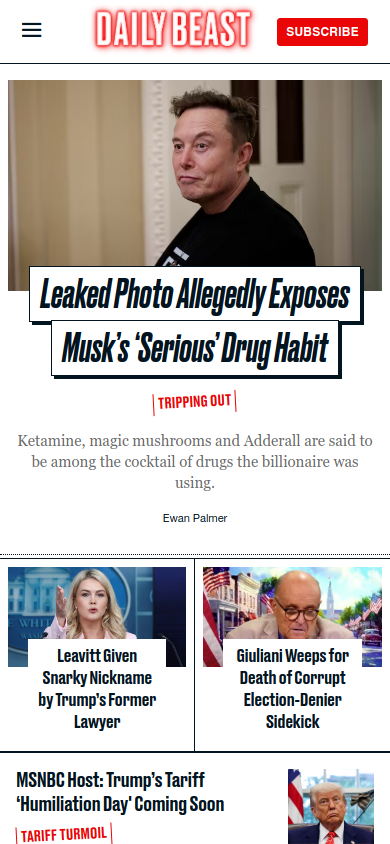 DAILY BEAST
SUBSCRIBE
Leaked Photo Allegedly Exposes
Musk's 'Serious' Drug Habit
TRIPPING OUT
Ketamine, magic mushrooms and Adderall are said to
be among the cocktail of drugs the billionaire was
using.
Ewan Palmer
Leavitt Given
Snarky Nickname
by Trump's Former
Lawyer
Giuliani Weeps for
Death of Corrupt
Election-Denier
Sidekick
MSNBC Host: Trump's Tariff
'Humiliation Day' Coming Soon
TARIFF TURMOIL